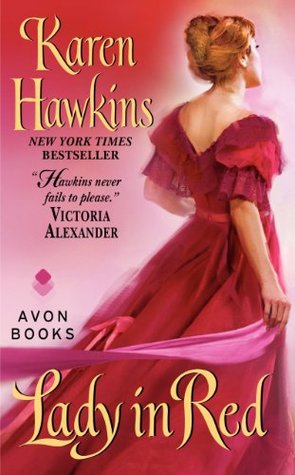 Karen
Hawkins
NEW YORK TIMES
BESTSELLER
“Hawkins never
fails to please.”
VICTORIA
ALEXANDER
AVON
BOOKS
Lady in Red